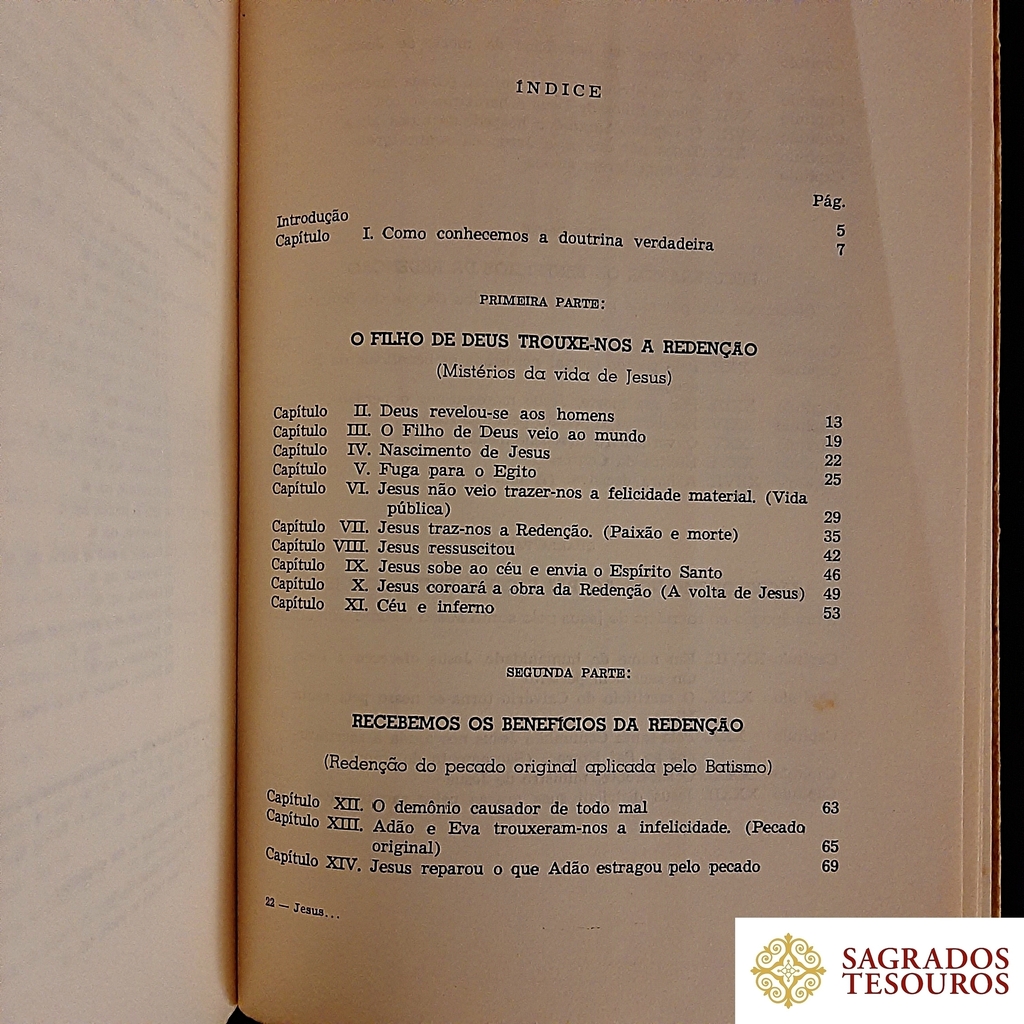 ÍNDICE
Pág.
Introdução 5
Capítulo I. Como conhecemos a doutrina verdadeira 7
PRIMEIRA PARTE:
O FILHO DE DEUS TROUXE-NOS A REDENÇÃO
(Mistérios da vida de Jesus)
Capítulo II. Deus revelou-se aos homens 13
Capítulo III. O Filho de Deus veio ao mundo 19
Capítulo IV. Nascimento de Jesus 22
Capítulo V. Fuga para o Egito 25
Capítulo VI. Jesus não veio trazer-nos a felicidade material. (Vida
pública) 29
Capítulo VII. Jesus traz-nos a Redenção. (Paixão e morte) 35
Capítulo VIII. Jesus ressuscitou 42
Capítulo IX. Jesus sobe ao céu e envia o Espírito Santo 46
Capítulo X. Jesus coroará a obra da Redenção (A volta de Jesus) 49
Capítulo XI. Céu e inferno 53
SEGUNDA PARTE:
RECEBEMOS OS BENEFÍCIOS DA REDENÇÃO
(Redenção do pecado original aplicada pelo Batismo)
Capítulo XII. O demônio causador de todo mal 63
Capítulo XIII. Adão e Eva trouxeram-nos a infelicidade. (Pecado
original) 65
Capítulo XIV. Jesus reparou o que Adão estragou pelo pecado 69
22 — Jesus...
SAGRADOS
TESOUROS